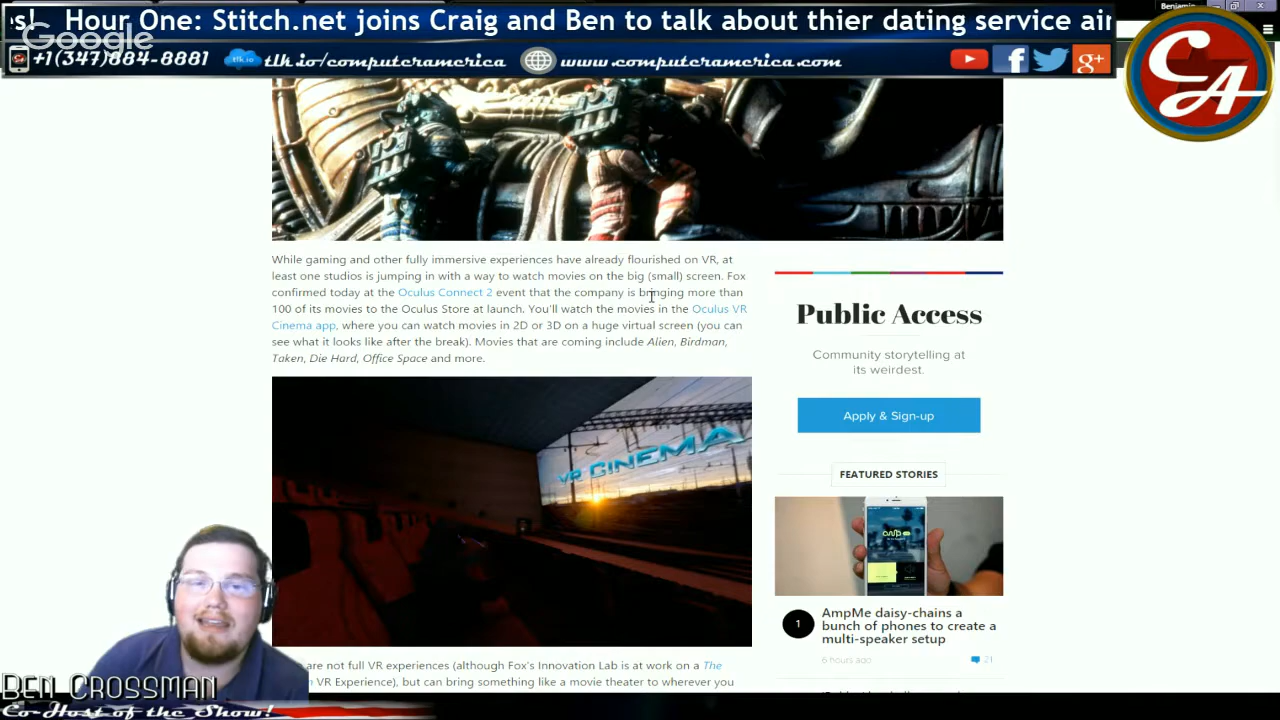 s!  Hour One: Stitch.net joins Craig and Ben to talk about thier dating service air
Benjamin
Google
+1(347)884-8881
tlk.io/computeramerica
www.computeramerica.com
g+
CA
While gaming and other fully immersive experiences have already flourished on VR, at
least one studios is jumping in with a way to watch movies on the big (small) screen. Fox
confirmed today at the Oculus Connect 2 event that the company is bringing more than
100 of its movies to the Oculus Store at launch. You'll watch the movies in the Oculus VR
Cinema app, where you can watch movies in 2D or 3D on a huge virtual screen (you can
see what it looks like after the break). Movies that are coming include Alien, Birdman,
Taken, Die Hard, Office Space and more.
VR CINEMA
are not full VR experiences (although Fox's Innovation Lab is at work on a The
VR Experience), but can bring something like a movie theater to wherever you
Public Access
Community storytelling at
its weirdest.
Apply & Sign-up
FEATURED STORIES
1
AmpMe daisy-chains a
bunch of phones to create a
multi-speaker setup
6 hours ago
21
Ben Crossman
Co-Host of the Show!